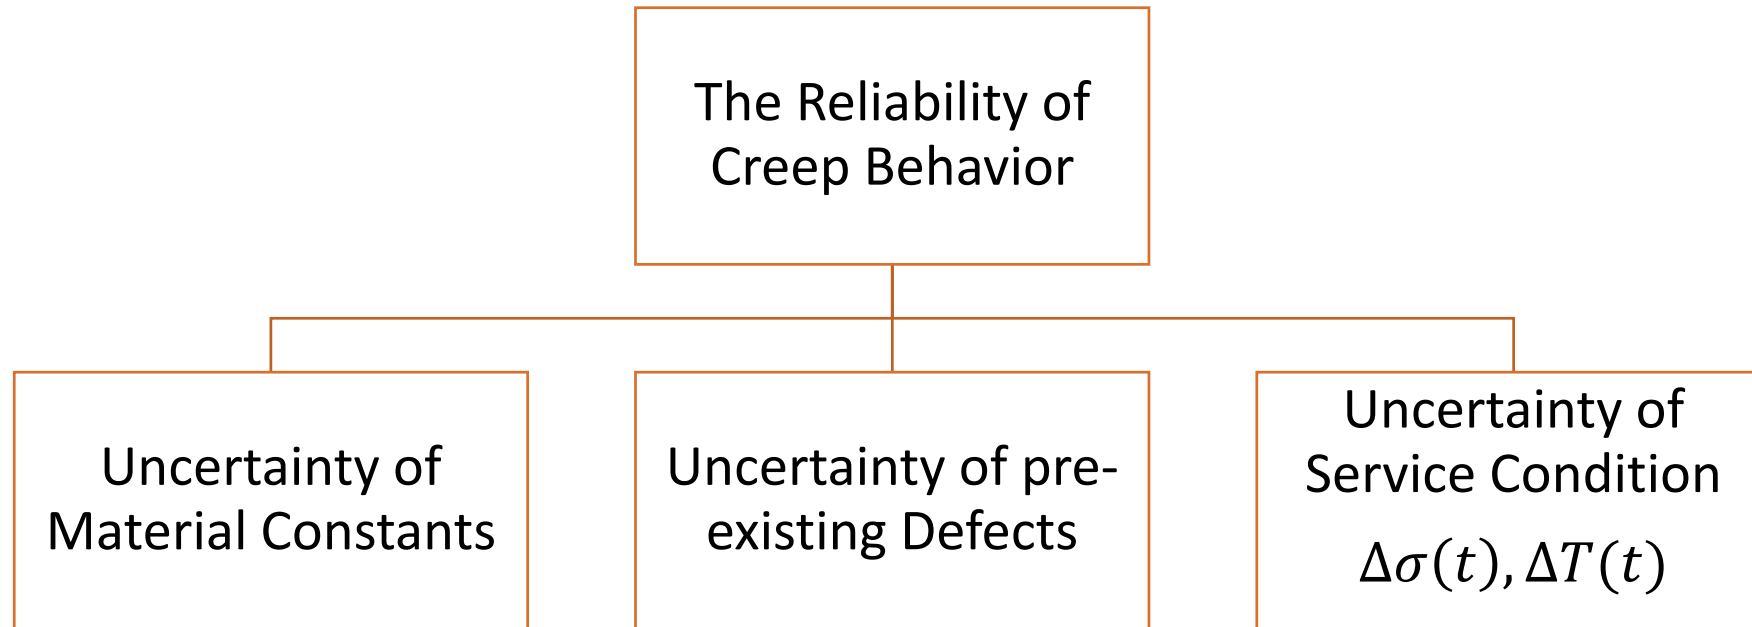 The Reliability of
Creep Behavior
Uncertainty of
Material Constants
Uncertainty of pre-
existing Defects
Uncertainty of
Service Condition
Δσ(t), ΔT(t)